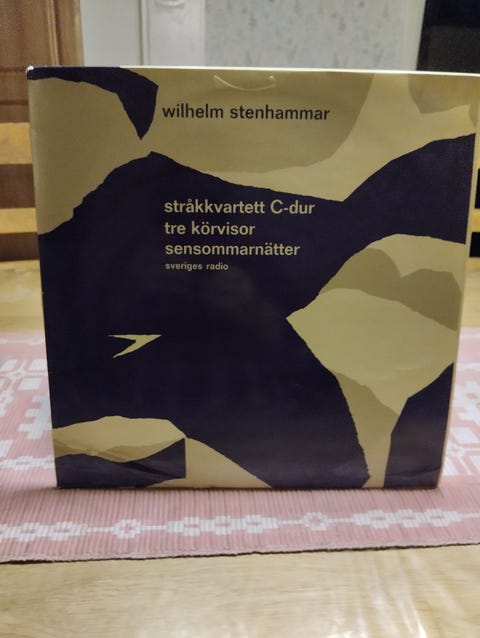 wilhelm stenhammar
stråkkvartett C-dur
tre körvisor
sensommarnätter
sveriges radio